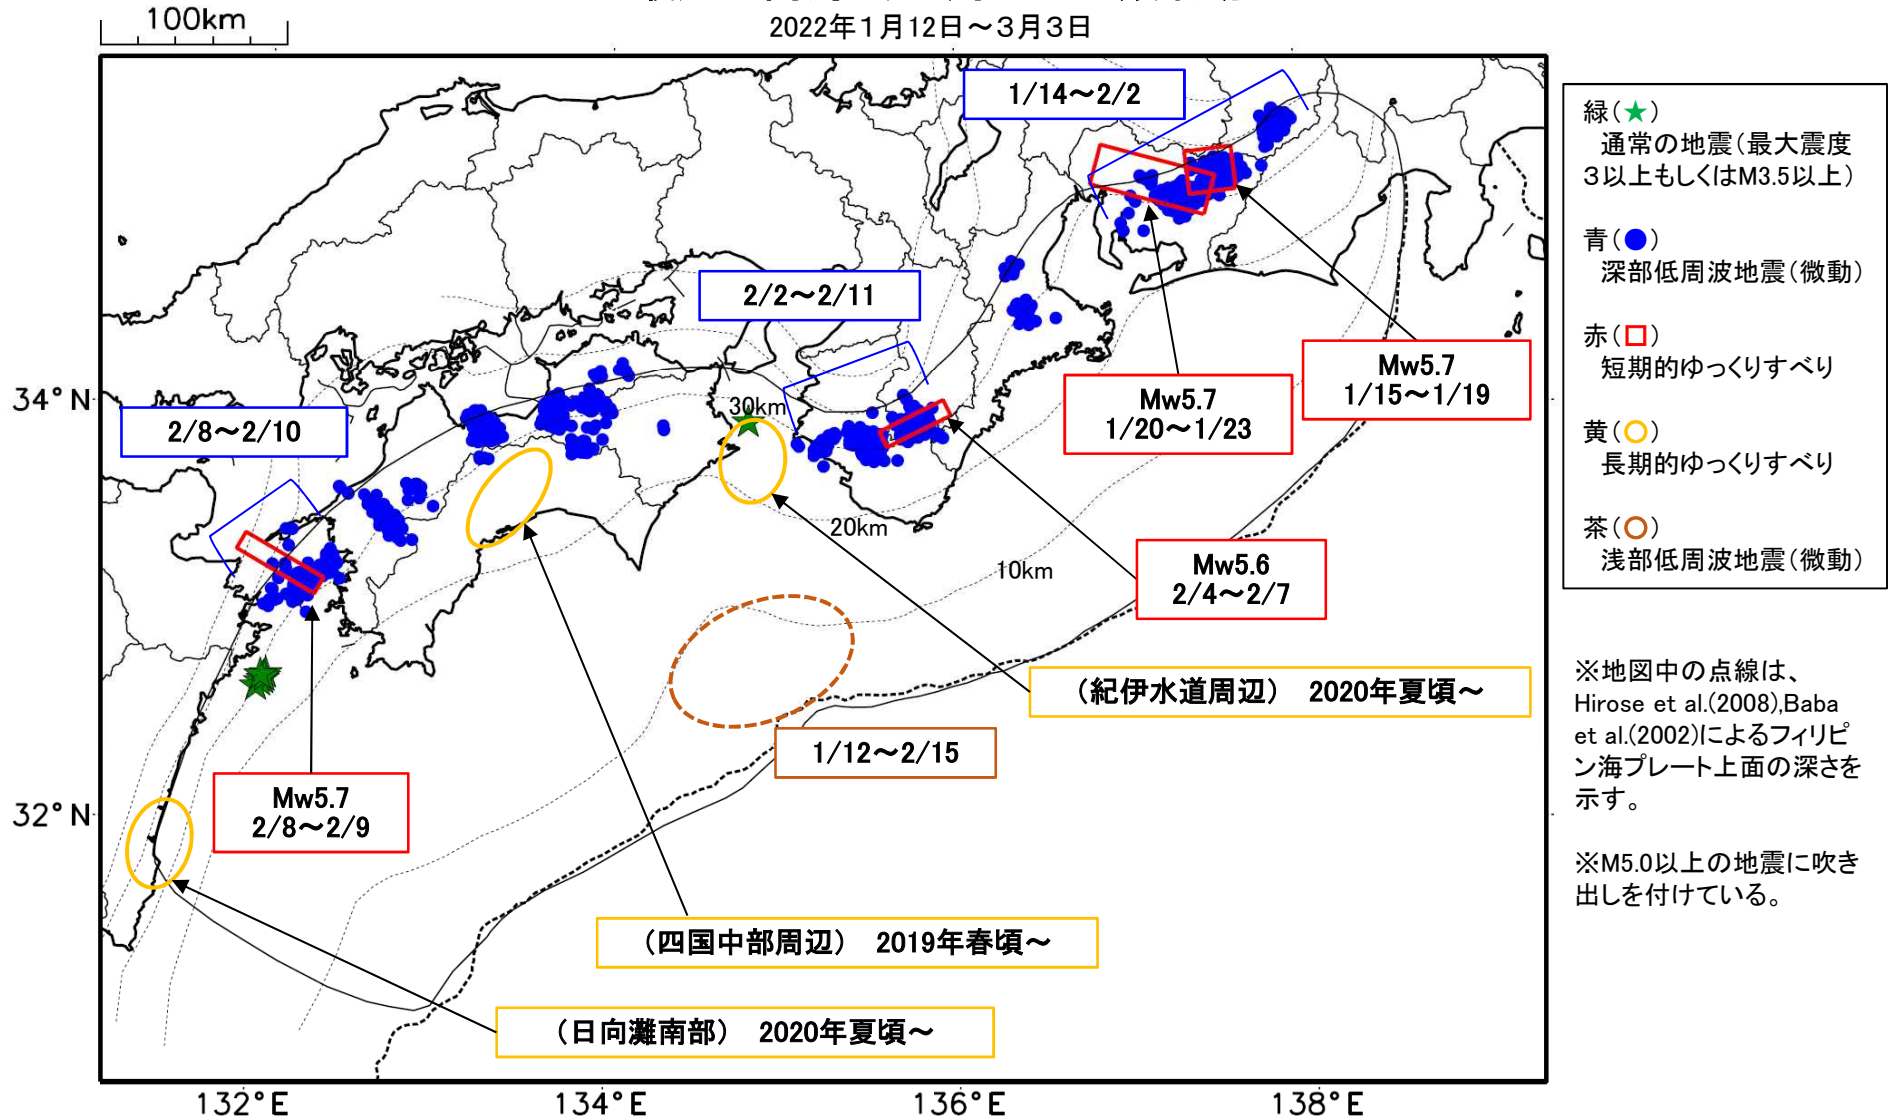 2022年1月12日～3月3日
100km
1/14～2/2
2/2～2/11
2/8～2/10
34°N
32°N
30km
20km
10km
Mw5.7
1/15～1/19
Mw5.7
1/20～1/23
Mw5.6
2/4～2/7
（紀伊水道周辺）　2020年夏頃～
1/12～2/15
Mw5.7
2/8～2/9
（四国中部周辺）　2019年春頃～
（日向灘南部）　2020年夏頃～
132°E
134°E
136°E
138°E
緑（★）
通常の地震（最大震度
３以上もしくはM3.5以上）
青（●）
深部低周波地震（微動）
赤（□）
短期的ゆっくりすべり
黄（○）
長期的ゆっくりすべり
茶（○）
浅部低周波地震（微動）
※地図中の点線は、
Hirose et al.(2008),Baba
et al.(2002)によるフィリピ
ン海プレート上面の深さを
示す。
※M5.0以上の地震に吹き
出しを付けている。